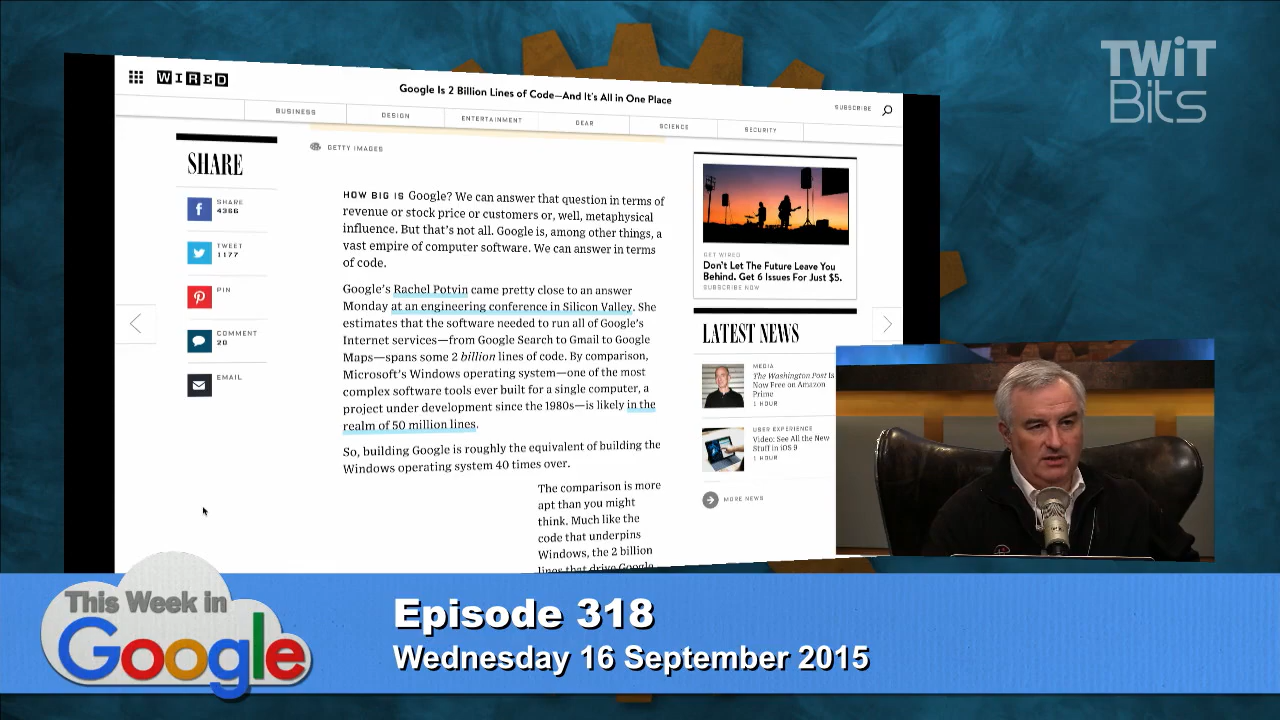 TWiT
Bits
WIRED
Google Is 2 Billion Lines of Code—And It's All in One Place
SUBSCRIBE
BUSINESS
DESIGN
ENTERTAINMENT
GEAR
SCIENCE
SECURITY
SHARE
SHARE
4366
TWEET
1177
PIN
COMMENT
20
EMAIL
GETTY IMAGES
HOW BIG IS Google? We can answer that question in terms of
revenue or stock price or customers or, well, metaphysical
influence. But that's not all. Google is, among other things, a
vast empire of computer software. We can answer in terms
of code.
Google's Rachel Potvin came pretty close to an answer
Monday at an engineering conference in Silicon Valley. She
estimates that the software needed to run all of Google's
Internet services—from Google Search to Gmail to Google
Maps—spans some 2 billion lines of code. By comparison,
Microsoft's Windows operating system—one of the most
complex software tools ever built for a single computer, a
project under development since the 1980s—is likely in the
realm of 50 million lines.
So, building Google is roughly the equivalent of building the
Windows operating system 40 times over.
The comparison is more
apt than you might
think. Much like the
code that underpins
Windows, the 2 billion
lines that drive Google
GET WIRED
Don't Let The Future Leave You
Behind. Get 6 Issues For Just $5.
SUBSCRIBE NOW
LATEST NEWS
MEDIA
The Washington Post Is
Now Free on Amazon
Prime
1 HOUR
USER EXPERIENCE
Video: See All the New
Stuff in iOS 9
1 HOUR
MORE NEWS
This Week in
Google
Episode 318
Wednesday 16 September 2015